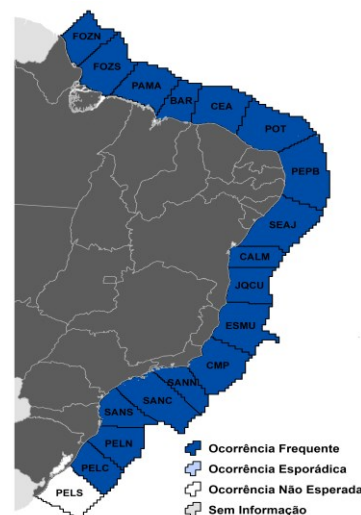 FOZN
FOZS
PAMA
BAR
CEA
POT
PEPB
SEAJ
CALM
JQCU
ESMU
CMP
SANN
SANC
SANS
PELN
PELC
PELS
Ocorrência Frequente
Ocorrência Esporádica
Ocorrência Não Esperada
Sem Informação